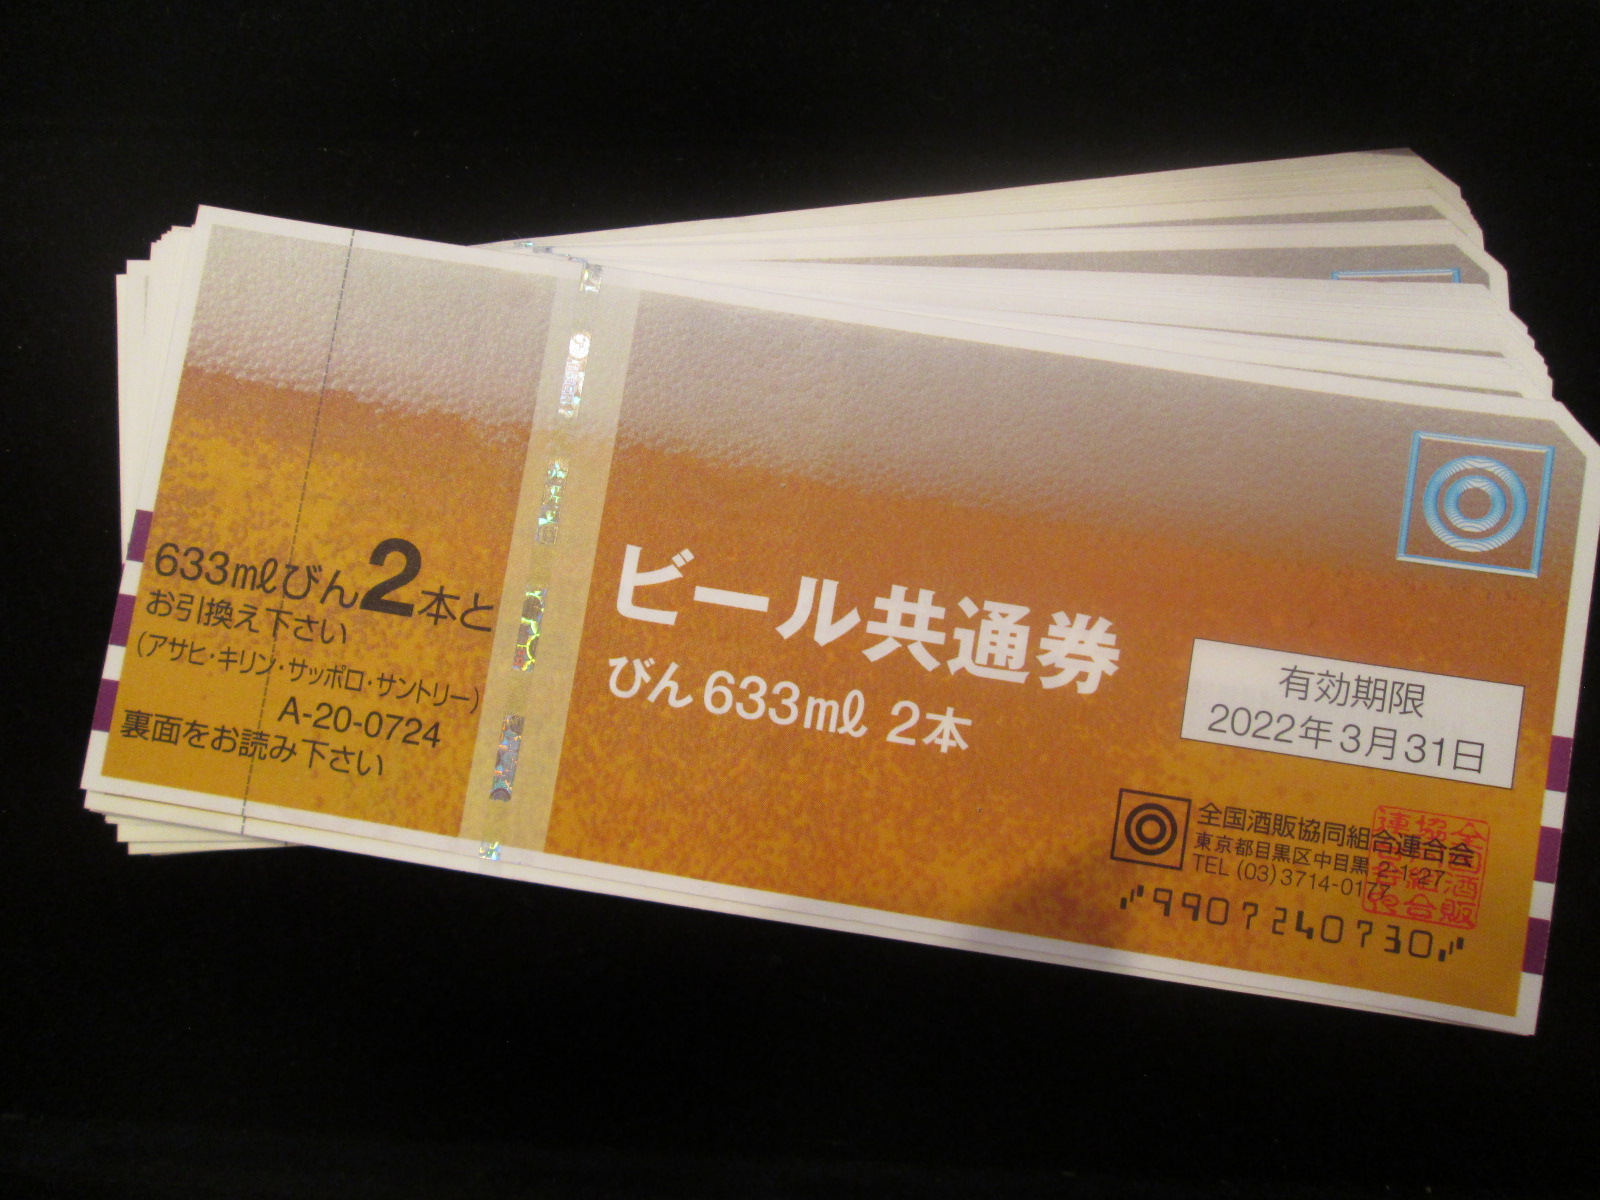 633mlびん2本と
お引換え下さい
(アサヒ・キリン・サッポロ・サントリー)
A-20-0724
裏面をお読み下さい
ビール共通券
びん633ml 2本
有効期限
2022年3月31日
全国酒販協同組合連合会
東京都目黒区中目黒2-1-27
TEL (03)3714-0172
9907240730